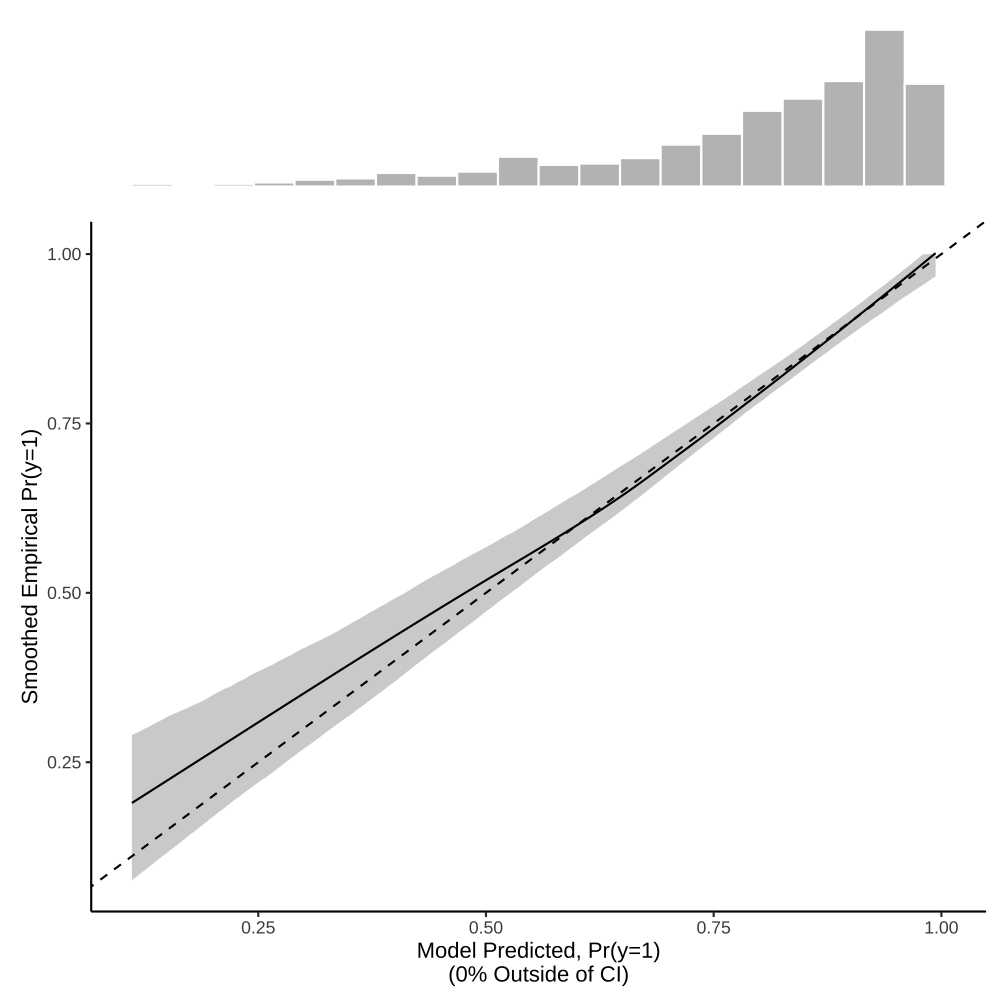 1.00
0.75
0.50
0.25
Smoothed Empirical Pr(y=1)
0.25 0.50 0.75 1.00
Model Predicted, Pr(y=1)
(0% Outside of CI)